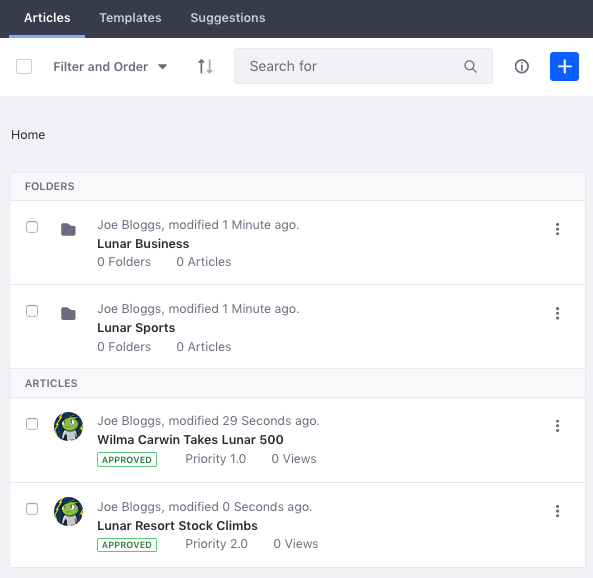 Articles Templates Suggestions
Filter and Order Search for
Home
FOLDERS
Joe Bloggs, modified 1 Minute ago.
Lunar Business
0 Folders 0 Articles
Joe Bloggs, modified 1 Minute ago.
Lunar Sports
0 Folders 0 Articles
ARTICLES
Joe Bloggs, modified 29 Seconds ago.
Wilma Carwin Takes Lunar 500
APPROVED Priority 1.0 0 Views
Joe Bloggs, modified 0 Seconds ago.
Lunar Resort Stock Climbs
APPROVED Priority 2.0 0 Views